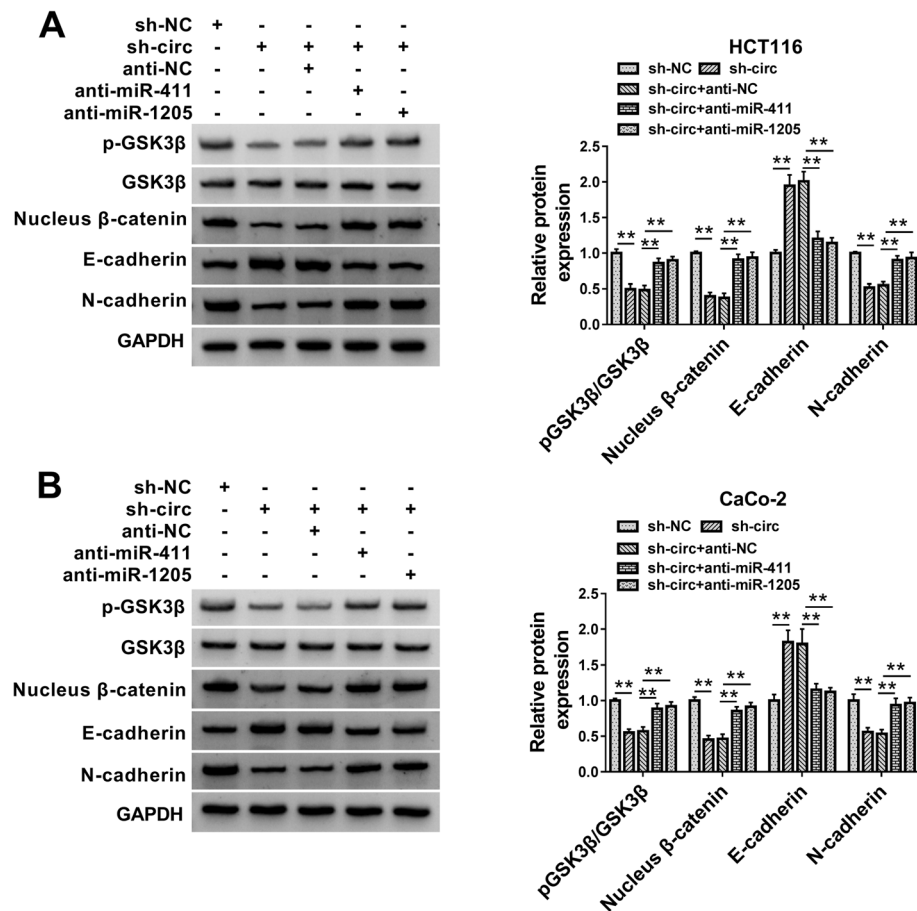 A
sh-NC + - - - -
sh-circ - + + + +
anti-NC - - + - -
anti-miR-411 - - - + -
anti-miR-1205 - - - - +
p-GSK3β
GSK3β
Nucleus β-catenin
E-cadherin
N-cadherin
GAPDH
HCT116
sh-NC sh-circ
sh-circ+anti-NC
sh-circ+anti-miR-411
sh-circ+anti-miR-1205
Relative protein
expression
2.5
2.0
1.5
1.0
0.5
0.0
** ** **
** ** **
** ** **
** ** **
pGSK3β/GSK3β
Nucleus β-catenin
E-cadherin
N-cadherin
B
sh-NC + - - - -
sh-circ - + + + +
anti-NC - - + - -
anti-miR-411 - - - + -
anti-miR-1205 - - - - +
p-GSK3β
GSK3β
Nucleus β-catenin
E-cadherin
N-cadherin
GAPDH
CaCo-2
sh-NC sh-circ
sh-circ+anti-NC
sh-circ+anti-miR-411
sh-circ+anti-miR-1205
Relative protein
expression
2.5
2.0
1.5
1.0
0.5
0.0
** ** **
** ** **
** ** **
** ** **
pGSK3β/GSK3β
Nucleus β-catenin
E-cadherin
N-cadherin